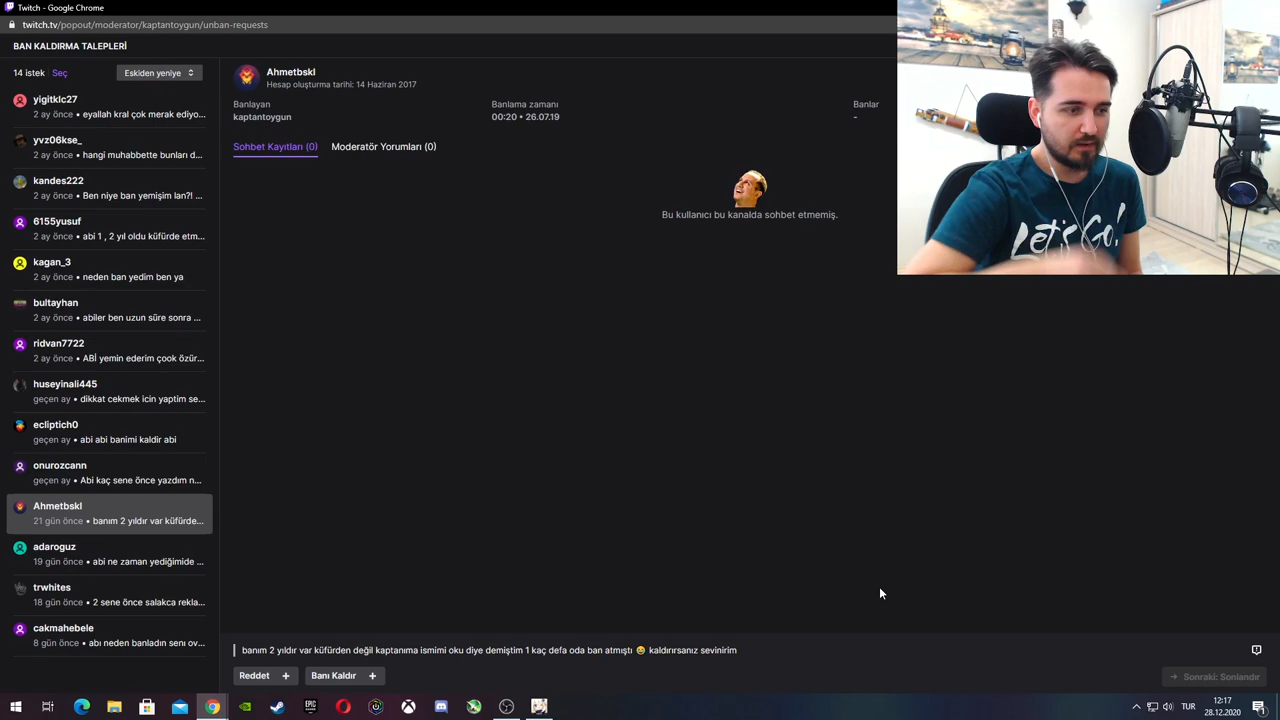 Twitch - Google Chrome
twitch.tv/popout/moderator/kaptantoygun/unban-requests
BAN KALDIRMA TALEPLERİ
14 istek Seç Eskiden yeniye
yigitklc27
2 ay önce • eyallah kral çok merak ediyo...
yvz06kse_
2 ay önce • hangi muhabbette bunları d...
kandes222
2 ay önce • Ben niye ban yemişim lan?! ...
6155yusuf
2 ay önce • abi 1 , 2 yıl oldu küfürde etm...
kagan_3
2 ay önce • neden ban yedim ben ya
bultayhan
2 ay önce • abiler ben uzun süre sonra ...
ridvan7722
2 ay önce • ABİ yemin ederim çook özür...
huseyinali445
geçen ay • dikkat cekmek icin yaptim se...
ecliptich0
geçen ay • abi abi banimi kaldir abi
onurozcann
geçen ay • Abi kaç sene önce yazdım n...
Ahmetbskl
21 gün önce • banım 2 yıldır var küfürde...
adaroguz
19 gün önce • abi ne zaman yediğimide ...
trwhites
18 gün önce • 2 sene önce salakca rekla...
cakmahebele
8 gün önce • abı neden banladın senı ov...
Ahmetbskl
Hesap oluşturma tarihi: 14 Haziran 2017
Banlayan Banlama zamanı Banlar
kaptantoygun 00:20 • 26.07.19 -
Sohbet Kayıtları (0) Moderatör Yorumları (0)
Bu kullanıcı bu kanalda sohbet etmemiş.
Let's Go!
banım 2 yıldır var küfürden değil kaptanıma ismimi oku diye demiştim 1 kaç defa oda ban atmıştı 😄 kaldırırsanız sevinirim
Reddet + Banı Kaldır + → Sonraki: Sonlandır
EPIC TUR 12:17
28.12.2020 1